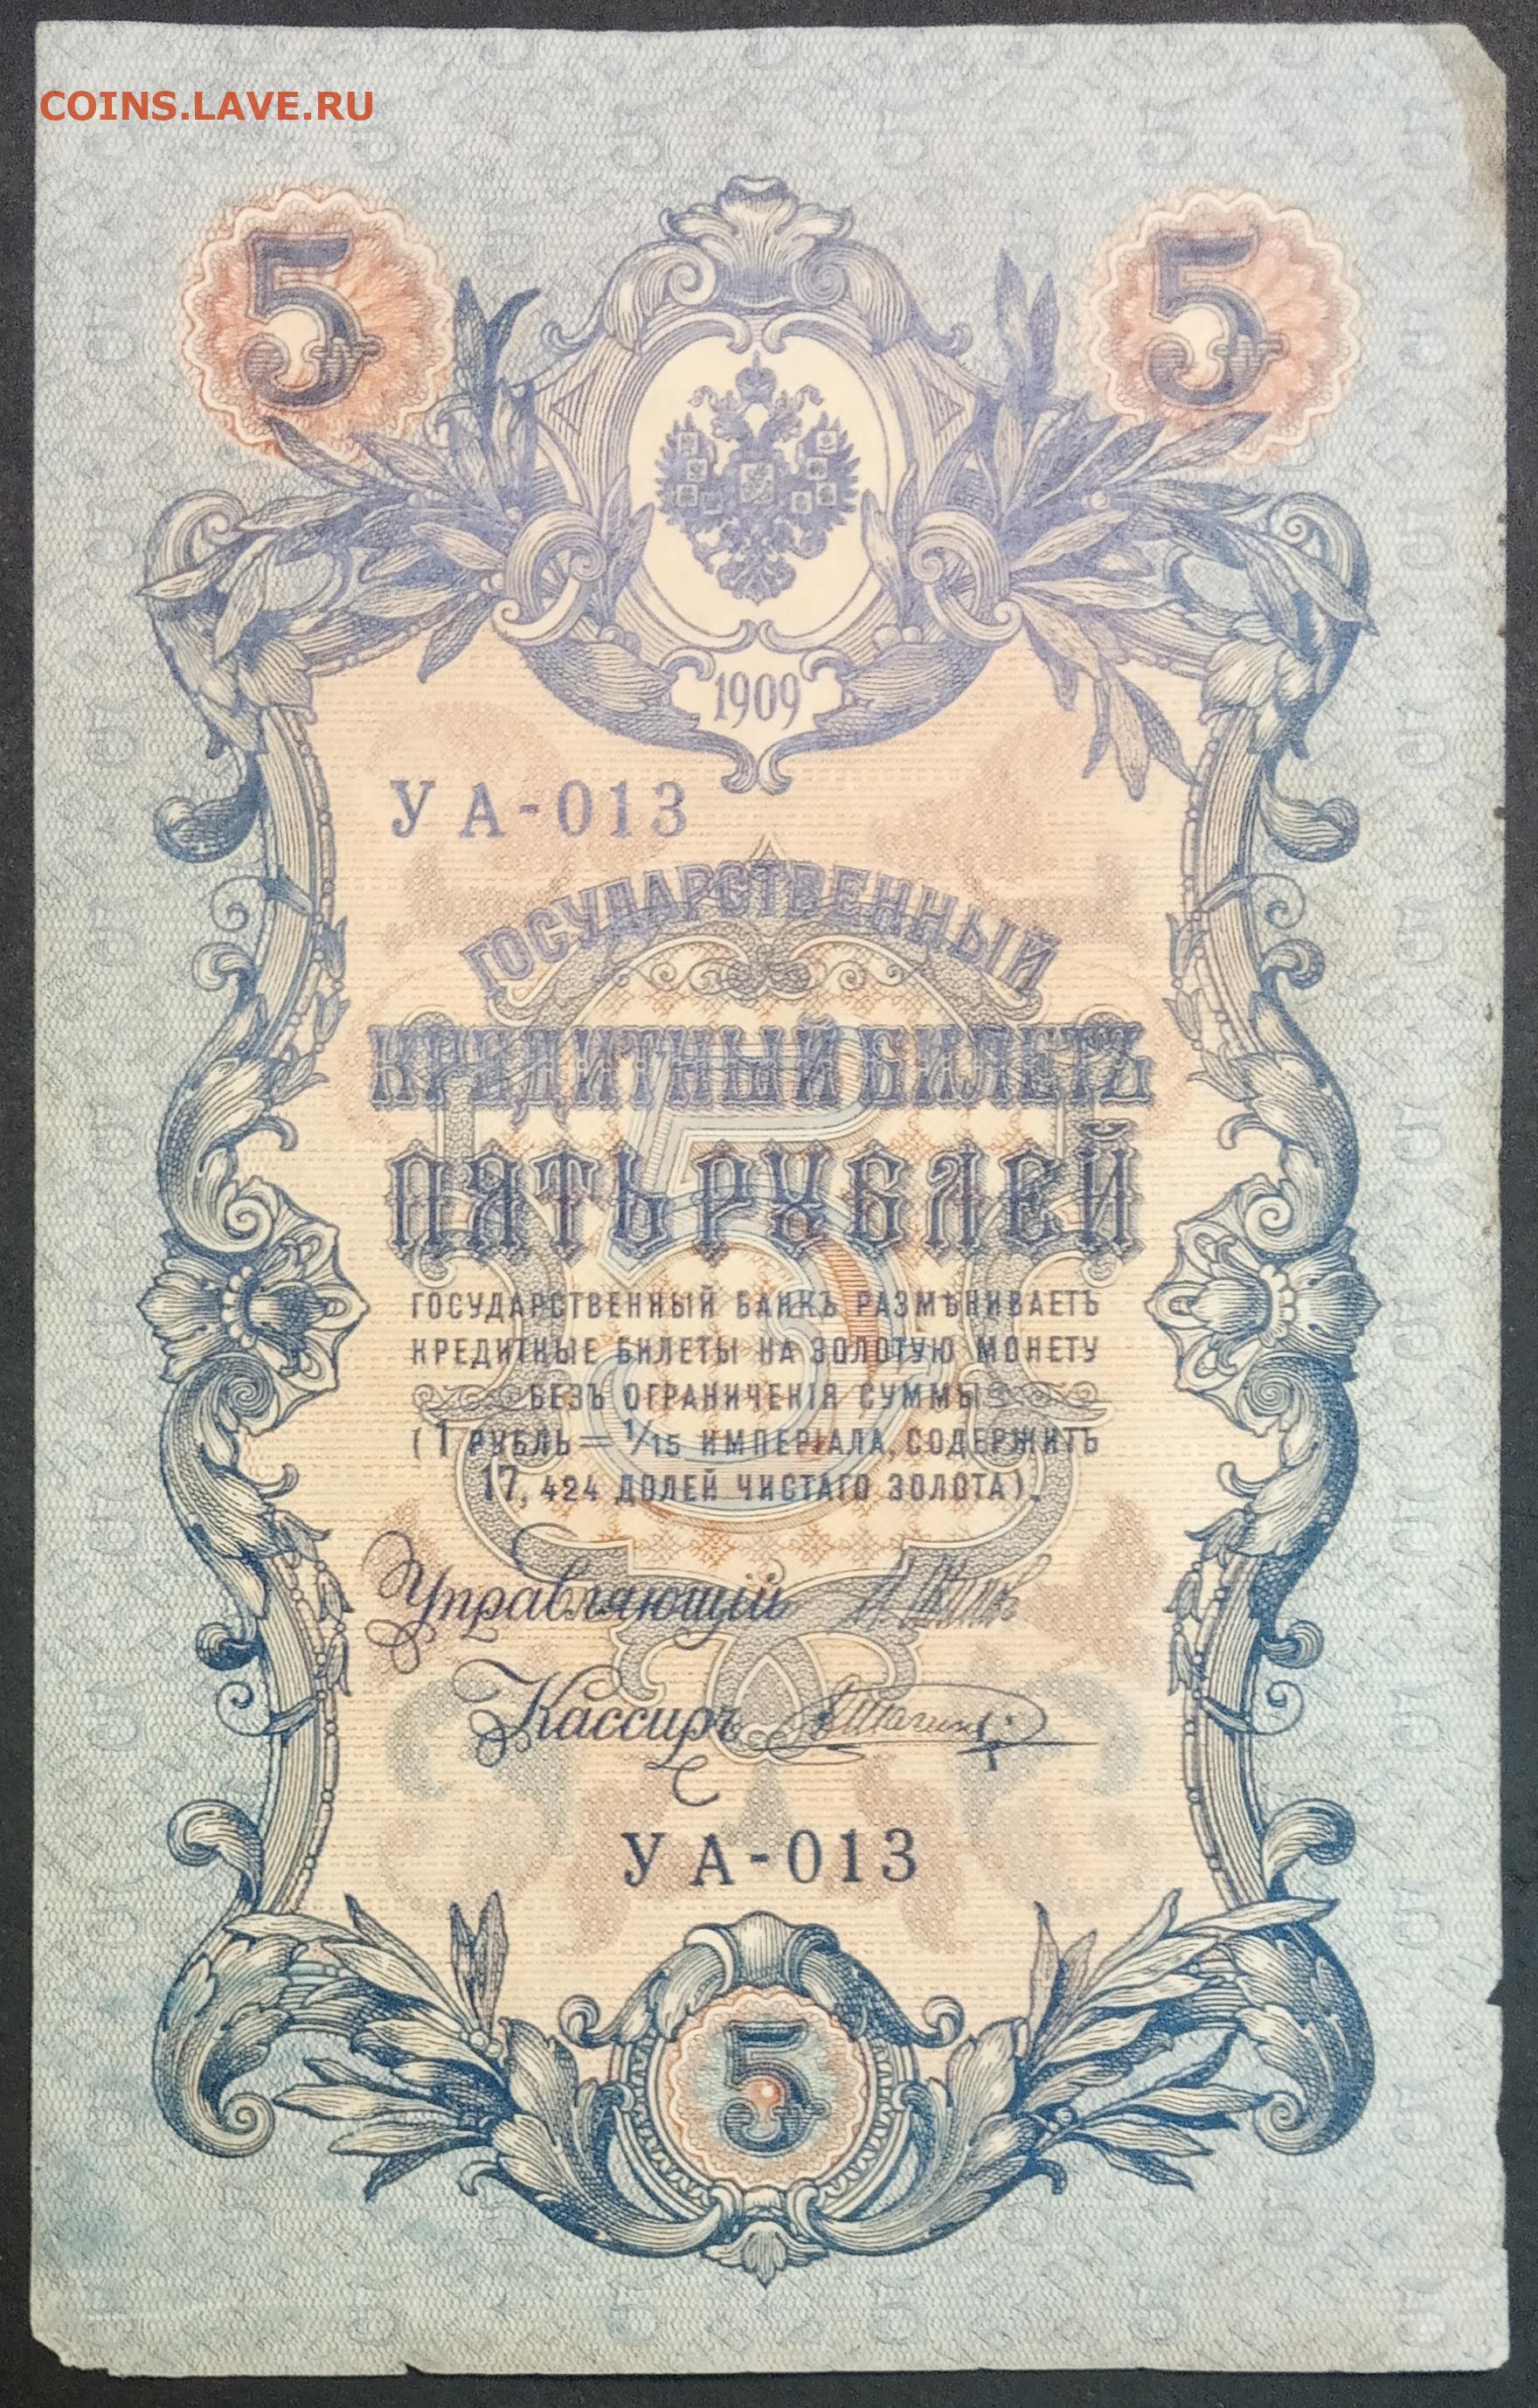 COINS.LAVE.RU
5 5
1909
УА-013
ГОСУДАРСТВЕННЫЙ
КРЕДИТНЫЙ БИЛЕТЪ
ПЯТЬ РУБЛЕЙ
ГОСУДАРСТВЕННЫЙ БАНКЪ РАЗМѢНИВАЕТЪ
КРЕДИТНЫЕ БИЛЕТЫ НА ЗОЛОТУЮ МОНЕТУ
БЕЗЪ ОГРАНИЧЕНІЯ СУММЫ
(1 РУБЛЬ = 1/15 ИМПЕРІАЛА, СОДЕРЖИТЪ
17,424 ДОЛЕЙ ЧИСТАГО ЗОЛОТА).
Управляющій
Кассиръ
УА-013
5